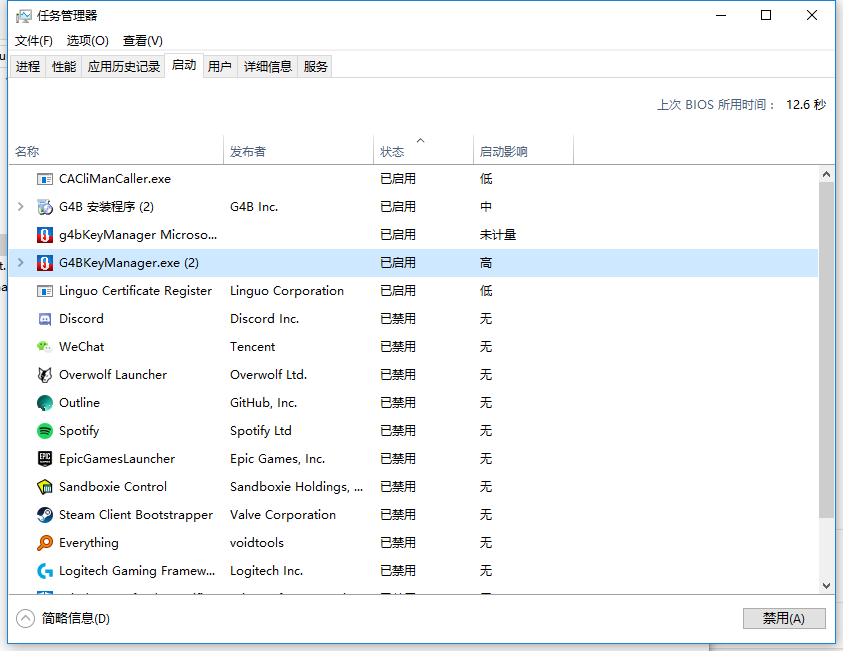 任务管理器
文件(F) 选项(O) 查看(V)
进程 性能 应用历史记录 启动 用户 详细信息 服务
上次 BIOS 所用时间： 12.6 秒
名称 发布者 状态 启动影响
CACliManCaller.exe 已启用 低
G4B 安装程序 (2) G4B Inc. 已启用 中
g4bKeyManager Microso... 已启用 未计量
G4BKeyManager.exe (2) 已启用 高
Linguo Certificate Register Linguo Corporation 已启用 低
Discord Discord Inc. 已禁用 无
WeChat Tencent 已禁用 无
Overwolf Launcher Overwolf Ltd. 已禁用 无
Outline GitHub, Inc. 已禁用 无
Spotify Spotify Ltd 已禁用 无
EpicGamesLauncher Epic Games, Inc. 已禁用 无
Sandboxie Control Sandboxie Holdings, ... 已禁用 无
Steam Client Bootstrapper Valve Corporation 已禁用 无
Everything voidtools 已禁用 无
Logitech Gaming Framew... Logitech Inc. 已禁用 无
简略信息(D) 禁用(A)